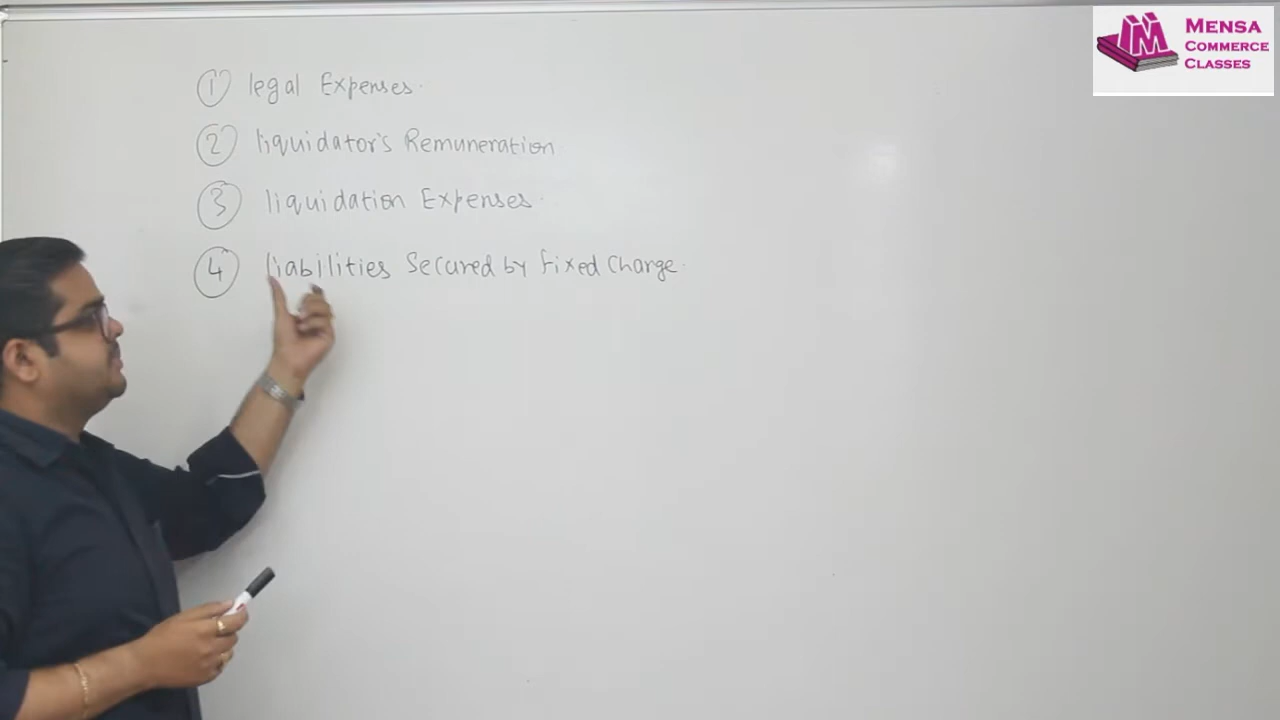 MENSA
COMMERCE
CLASSES
1 legal Expenses.
2 liquidator's Remuneration
3 liquidation Expenses.
4 liabilities Secured by fixed Charge.